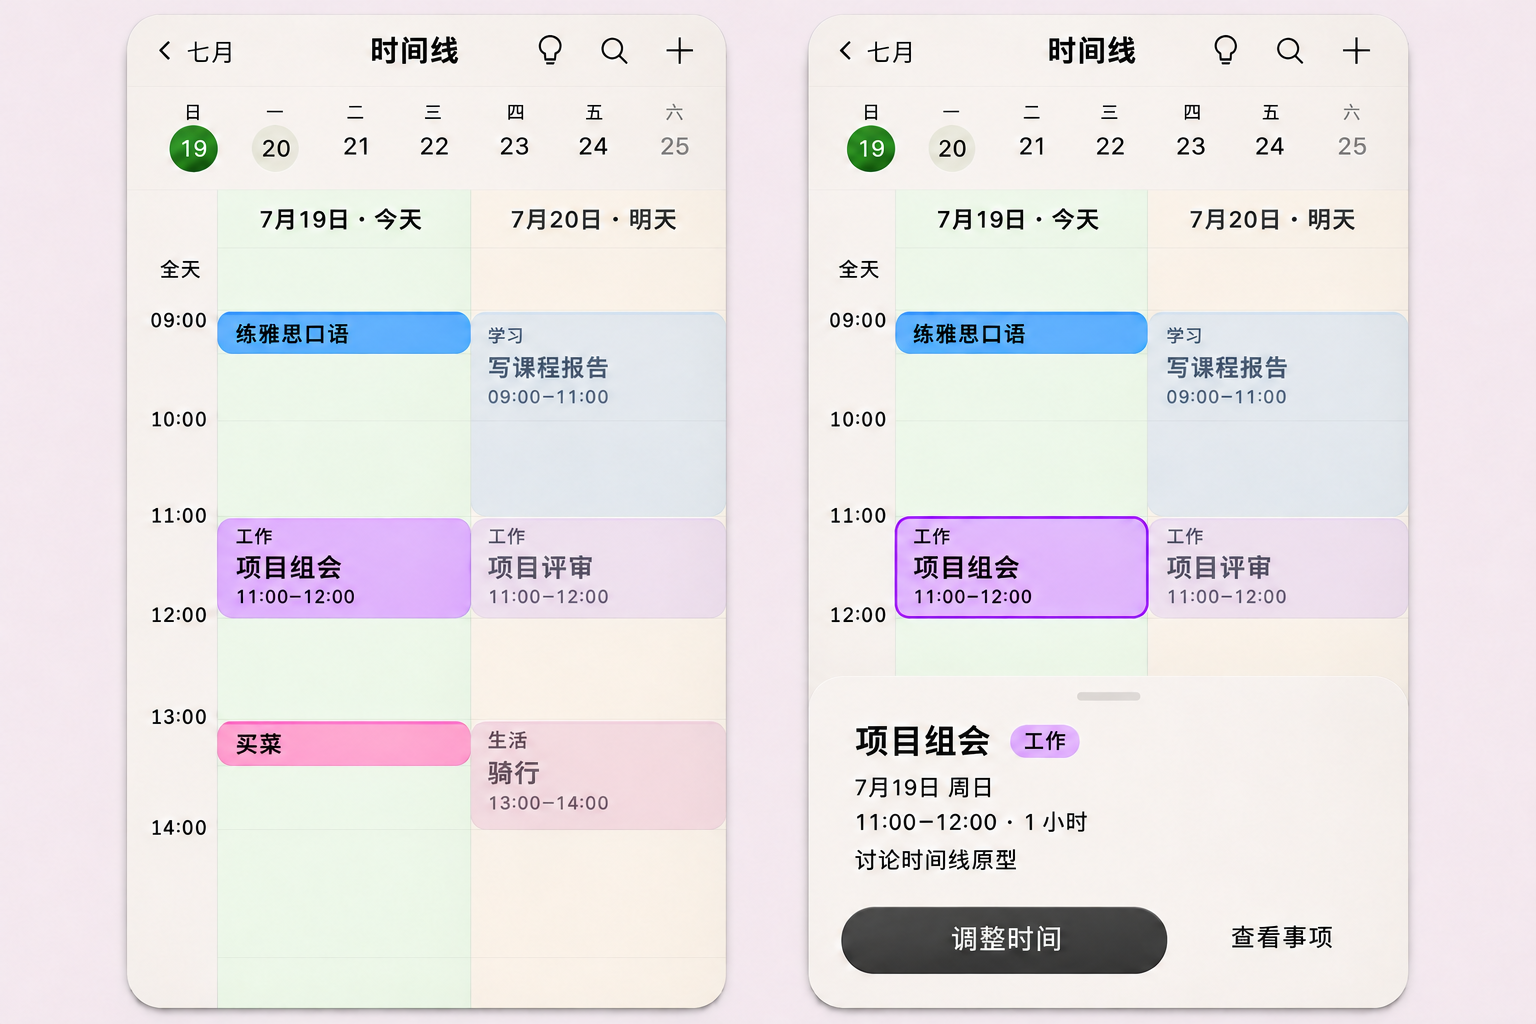 七月 时间线
日 一 二 三 四 五 六
19 20 21 22 23 24 25
7月19日·今天 7月20日·明天
全天
09:00
练雅思口语
学习
写课程报告
09:00–11:00
10:00
11:00
工作
项目组会
11:00–12:00
工作
项目评审
11:00–12:00
12:00
13:00
买菜
生活
骑行
13:00–14:00
14:00
七月 时间线
日 一 二 三 四 五 六
19 20 21 22 23 24 25
7月19日·今天 7月20日·明天
全天
09:00
练雅思口语
学习
写课程报告
09:00–11:00
10:00
11:00
工作
项目组会
11:00–12:00
工作
项目评审
11:00–12:00
12:00
项目组会 工作
7月19日 周日
11:00–12:00 · 1 小时
讨论时间线原型
调整时间 查看事项